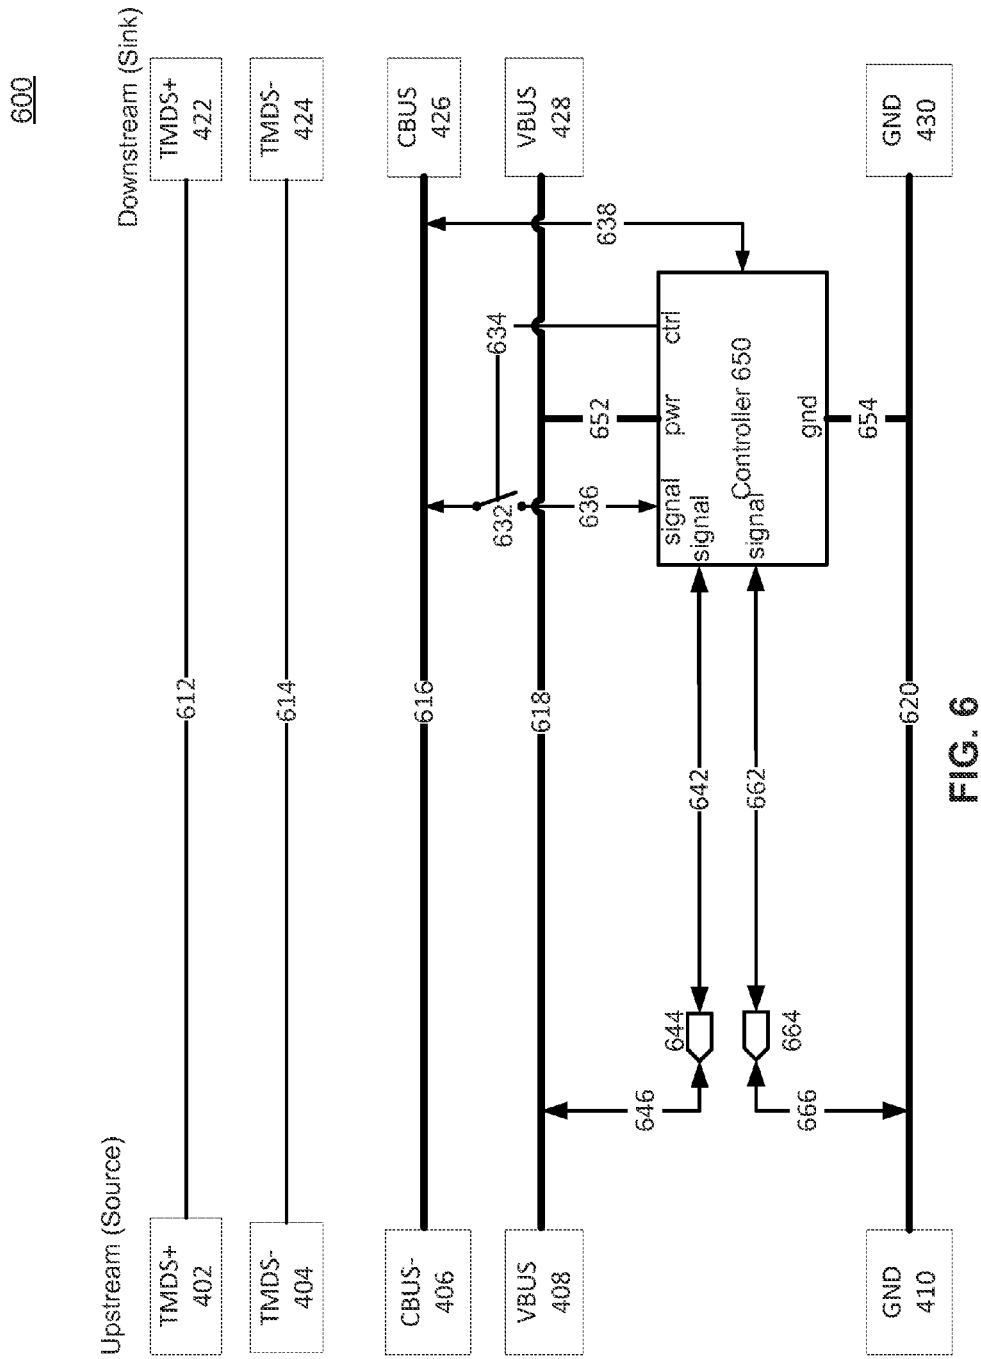 600
Upstream (Source)
Downstream (Sink)
TMDS+
402
612
TMDS+
422
TMDS-
404
614
TMDS-
424
CBUS-
406
616
CBUS
426
632
634
638
VBUS
408
618
VBUS
428
646
644
642
636
652
signal
pwr
ctrl
signal
Controller 650
signal
gnd
666
664
662
654
GND
410
620
GND
430
FIG. 6